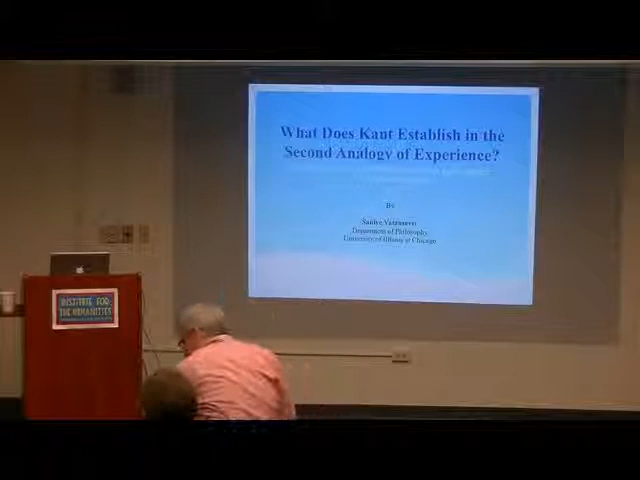 What Does Kant Establish in the
Second Analogy of Experience?
By
Department of Philosophy
University of Illinois at Chicago
INSTITUTE FOR
THE HUMANITIES